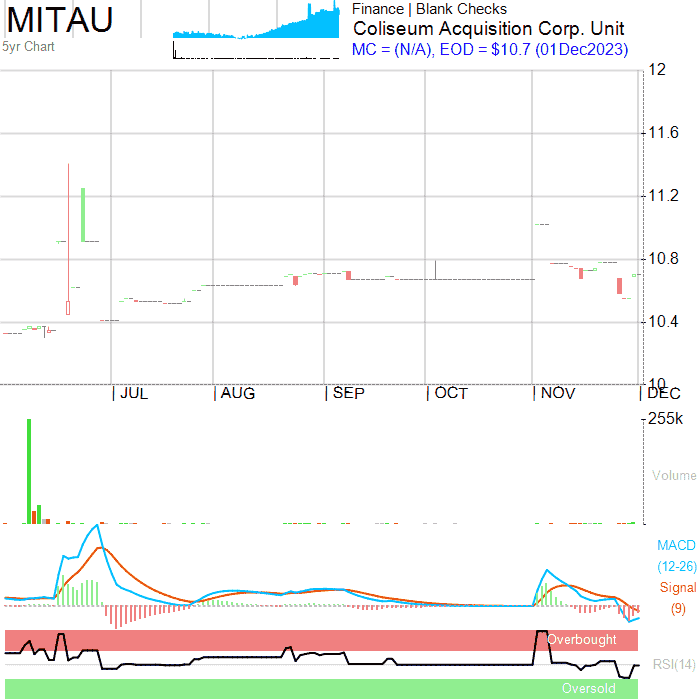 MITAU
5yr Chart
Finance | Blank Checks
Coliseum Acquisition Corp. Unit
MC = (N/A), EOD = $10.7 (01Dec2023)
12
11.6
11.2
10.8
10.4
10
| JUL | AUG | SEP | OCT | NOV | DEC
255k
Volume
MACD
(12-26)
Signal
(9)
Overbought
RSI(14)
Oversold